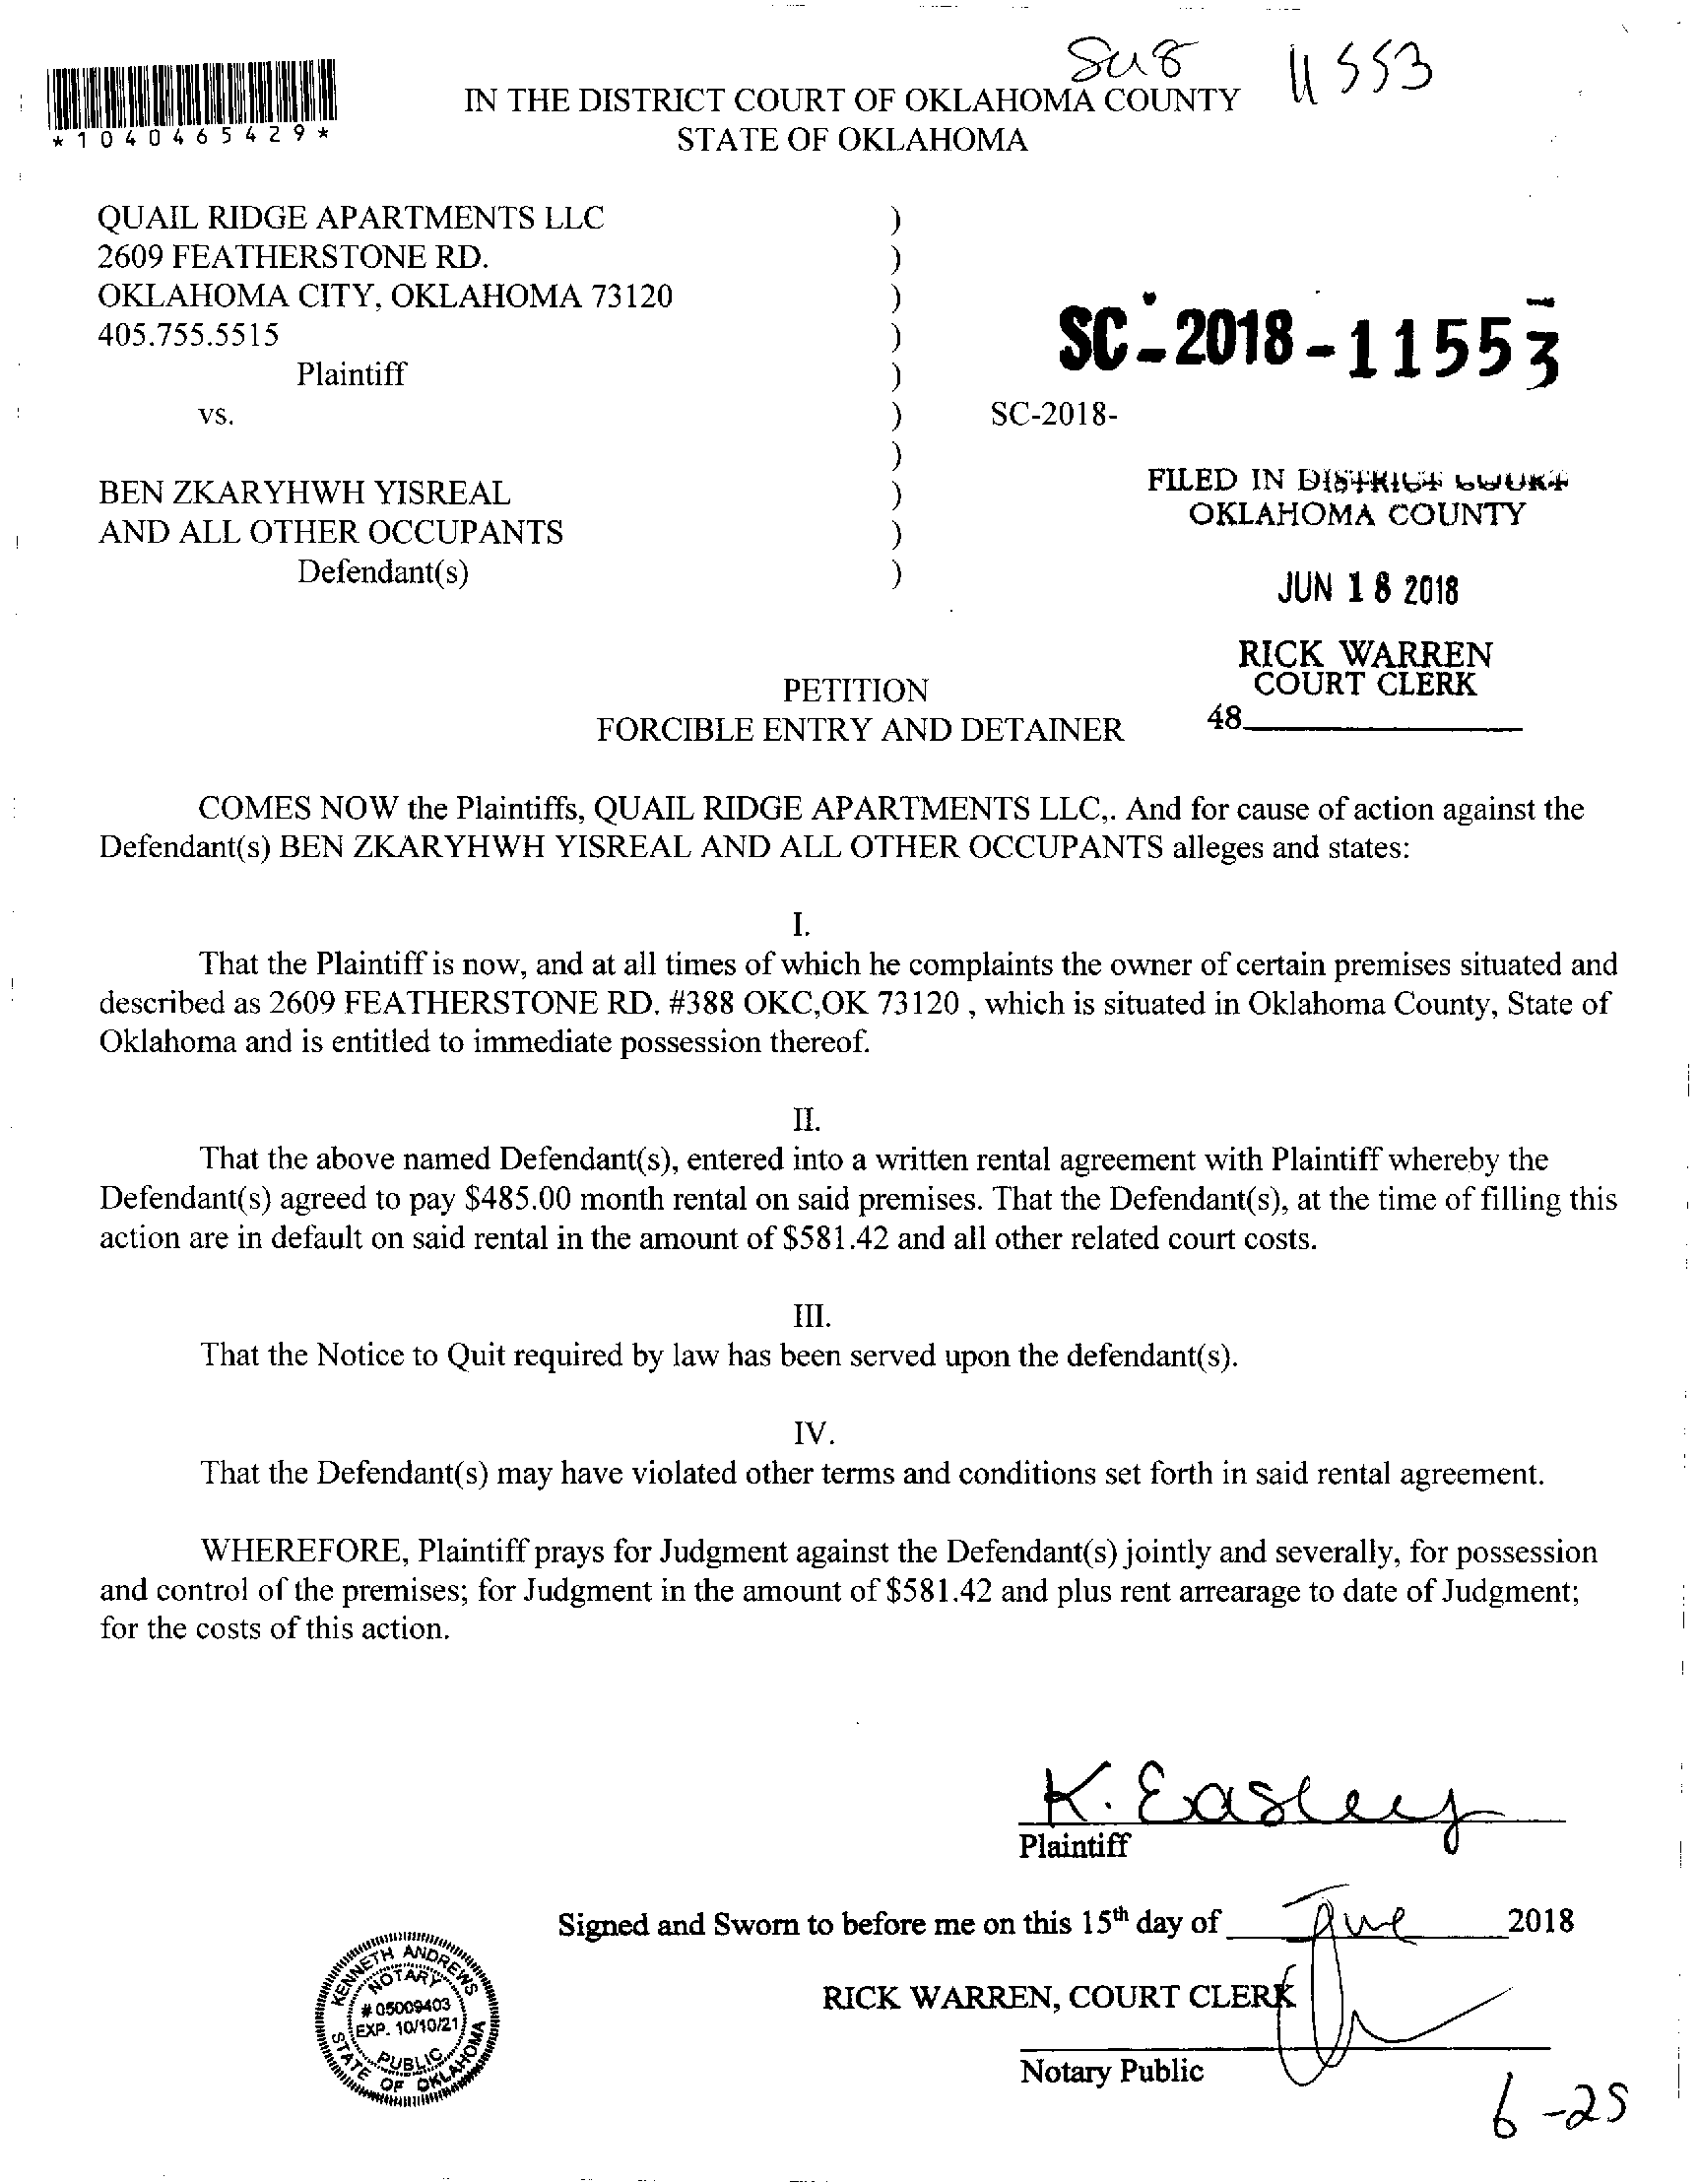 SC18 11553
*1040465429*
IN THE DISTRICT COURT OF OKLAHOMA COUNTY
STATE OF OKLAHOMA
QUAIL RIDGE APARTMENTS LLC )
2609 FEATHERSTONE RD. )
OKLAHOMA CITY, OKLAHOMA 73120 )
405.755.5515 )
SC-2018-11553
Plaintiff )
vs. ) SC-2018-
)
BEN ZKARYHWH YISREAL )
AND ALL OTHER OCCUPANTS )
Defendant(s) )
FILED IN DISTRICT COURT
OKLAHOMA COUNTY
JUN 18 2018
RICK WARREN
COURT CLERK
48
PETITION
FORCIBLE ENTRY AND DETAINER
COMES NOW the Plaintiffs, QUAIL RIDGE APARTMENTS LLC,. And for cause of action against the
Defendant(s) BEN ZKARYHWH YISREAL AND ALL OTHER OCCUPANTS alleges and states:
I.
That the Plaintiff is now, and at all times of which he complaints the owner of certain premises situated and
described as 2609 FEATHERSTONE RD. #388 OKC,OK 73120 , which is situated in Oklahoma County, State of
Oklahoma and is entitled to immediate possession thereof.
II.
That the above named Defendant(s), entered into a written rental agreement with Plaintiff whereby the
Defendant(s) agreed to pay $485.00 month rental on said premises. That the Defendant(s), at the time of filling this
action are in default on said rental in the amount of $581.42 and all other related court costs.
III.
That the Notice to Quit required by law has been served upon the defendant(s).
IV.
That the Defendant(s) may have violated other terms and conditions set forth in said rental agreement.
WHEREFORE, Plaintiff prays for Judgment against the Defendant(s) jointly and severally, for possession
and control of the premises; for Judgment in the amount of $581.42 and plus rent arrearage to date of Judgment;
for the costs of this action.
K. Easley
Plaintiff
Signed and Sworn to before me on this 15th day of June 2018
RICK WARREN, COURT CLERK
Notary Public
KENNETH ANDREWS
NOTARY
# 05009403
EXP. 10/10/21
PUBLIC
STATE OF OKLAHOMA
6-25